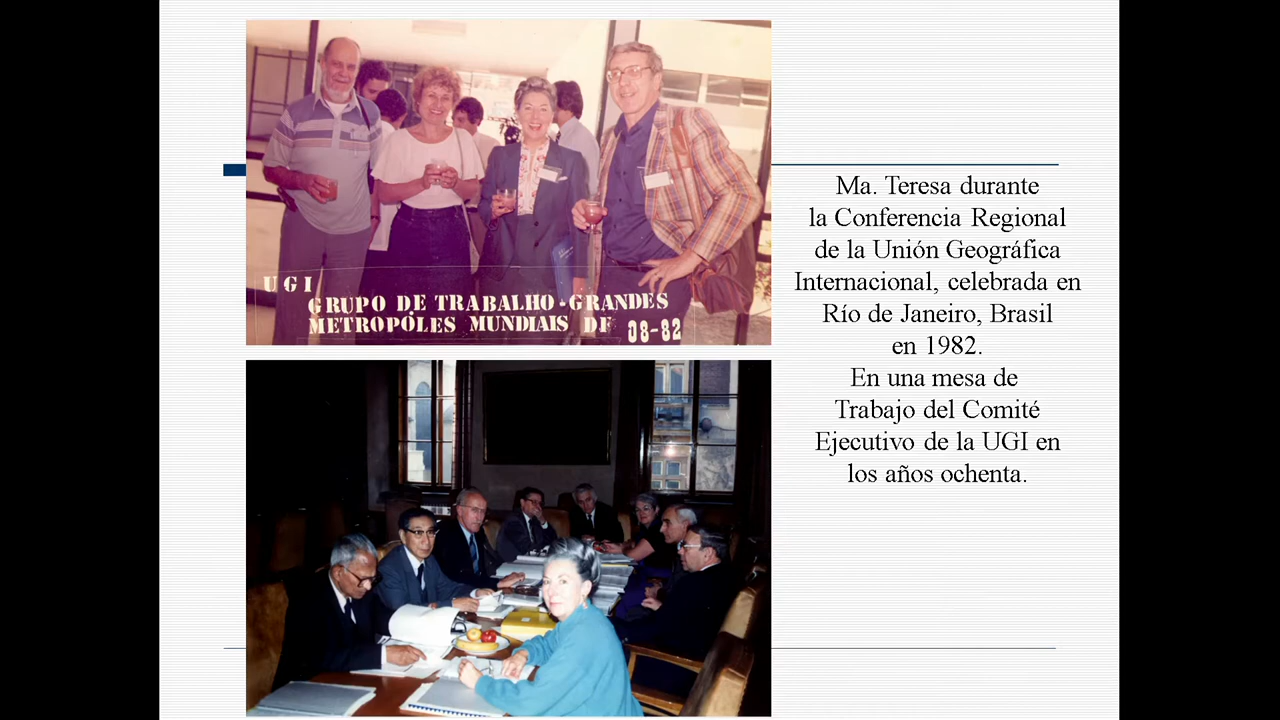 UGI
GRUPO DE TRABALHO - GRANDES
METROPÓLES MUNDIAIS DF 08-82
Ma. Teresa durante
la Conferencia Regional
de la Unión Geográfica
Internacional, celebrada en
Río de Janeiro, Brasil
en 1982.
En una mesa de
Trabajo del Comité
Ejecutivo de la UGI en
los años ochenta.